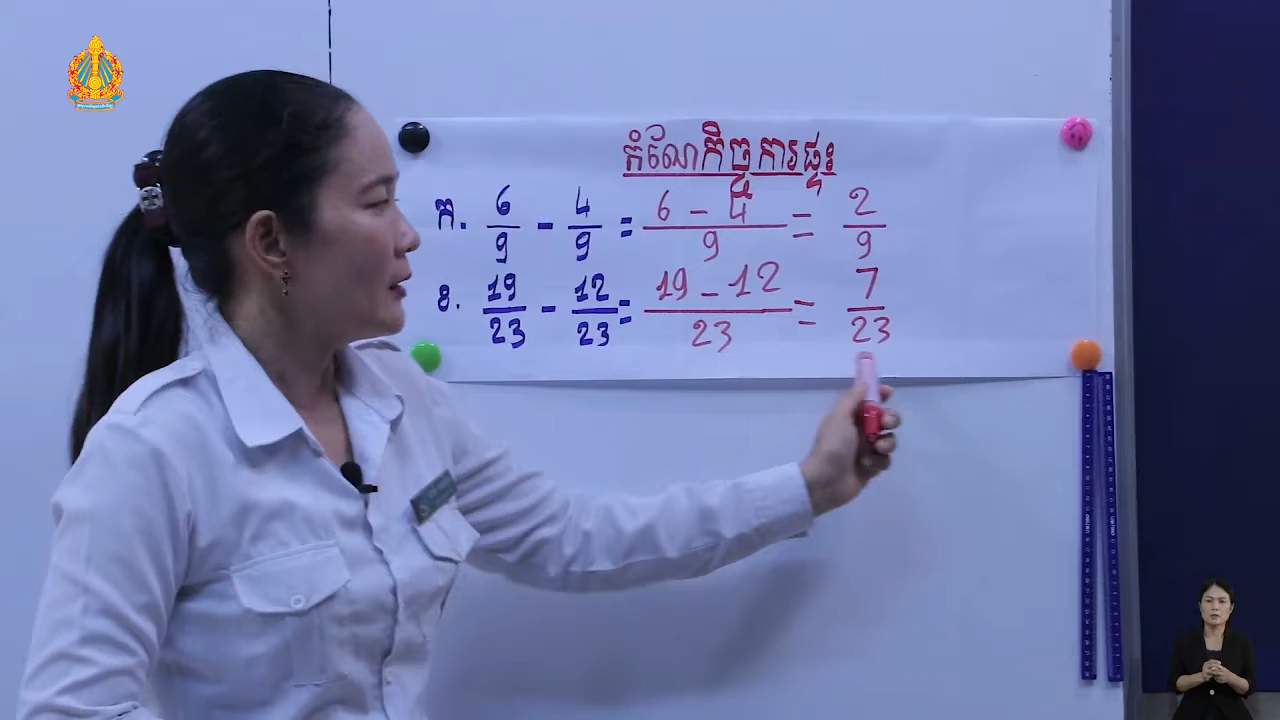 កំណែកិច្ចការផ្ទះ
ក. 6/9 - 4/9 = (6 - 4)/9 = 2/9
ខ. 19/23 - 12/23 = (19 - 12)/23 = 7/23